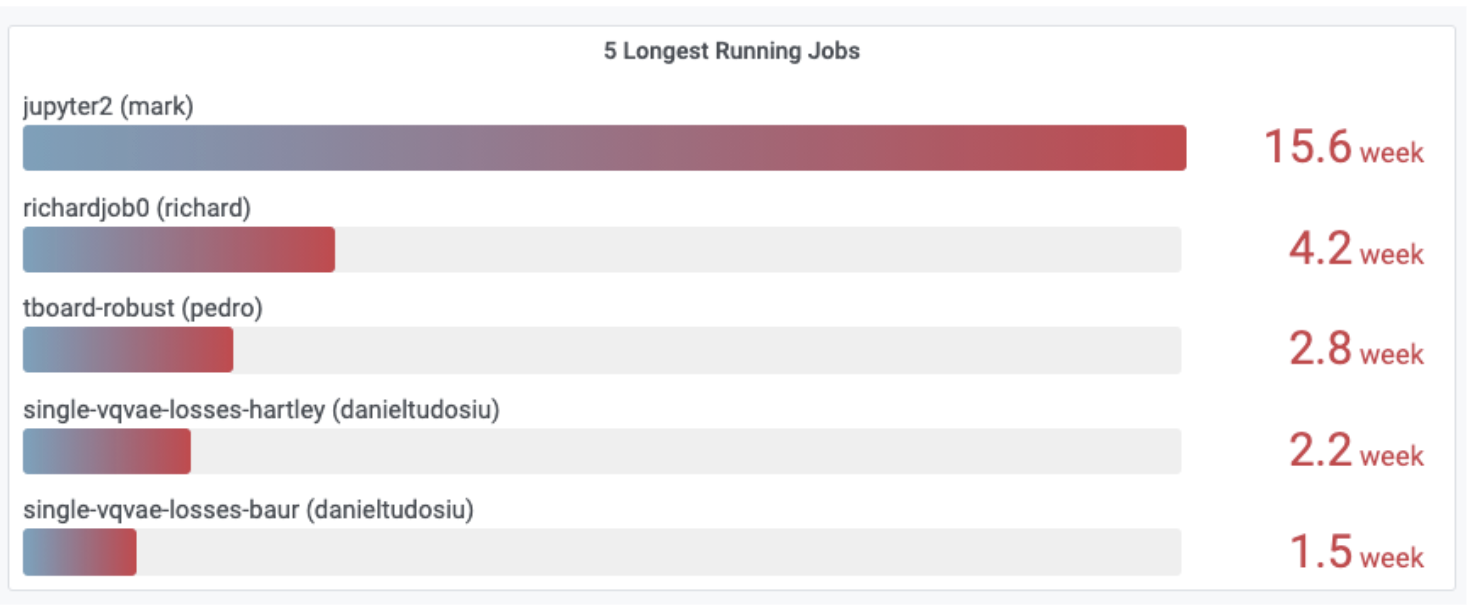 5 Longest Running Jobs
jupyter2 (mark)
15.6 week
richardjob0 (richard)
4.2 week
tboard-robust (pedro)
2.8 week
single-vqvae-losses-hartley (danieltudosiu)
2.2 week
single-vqvae-losses-baur (danieltudosiu)
1.5 week